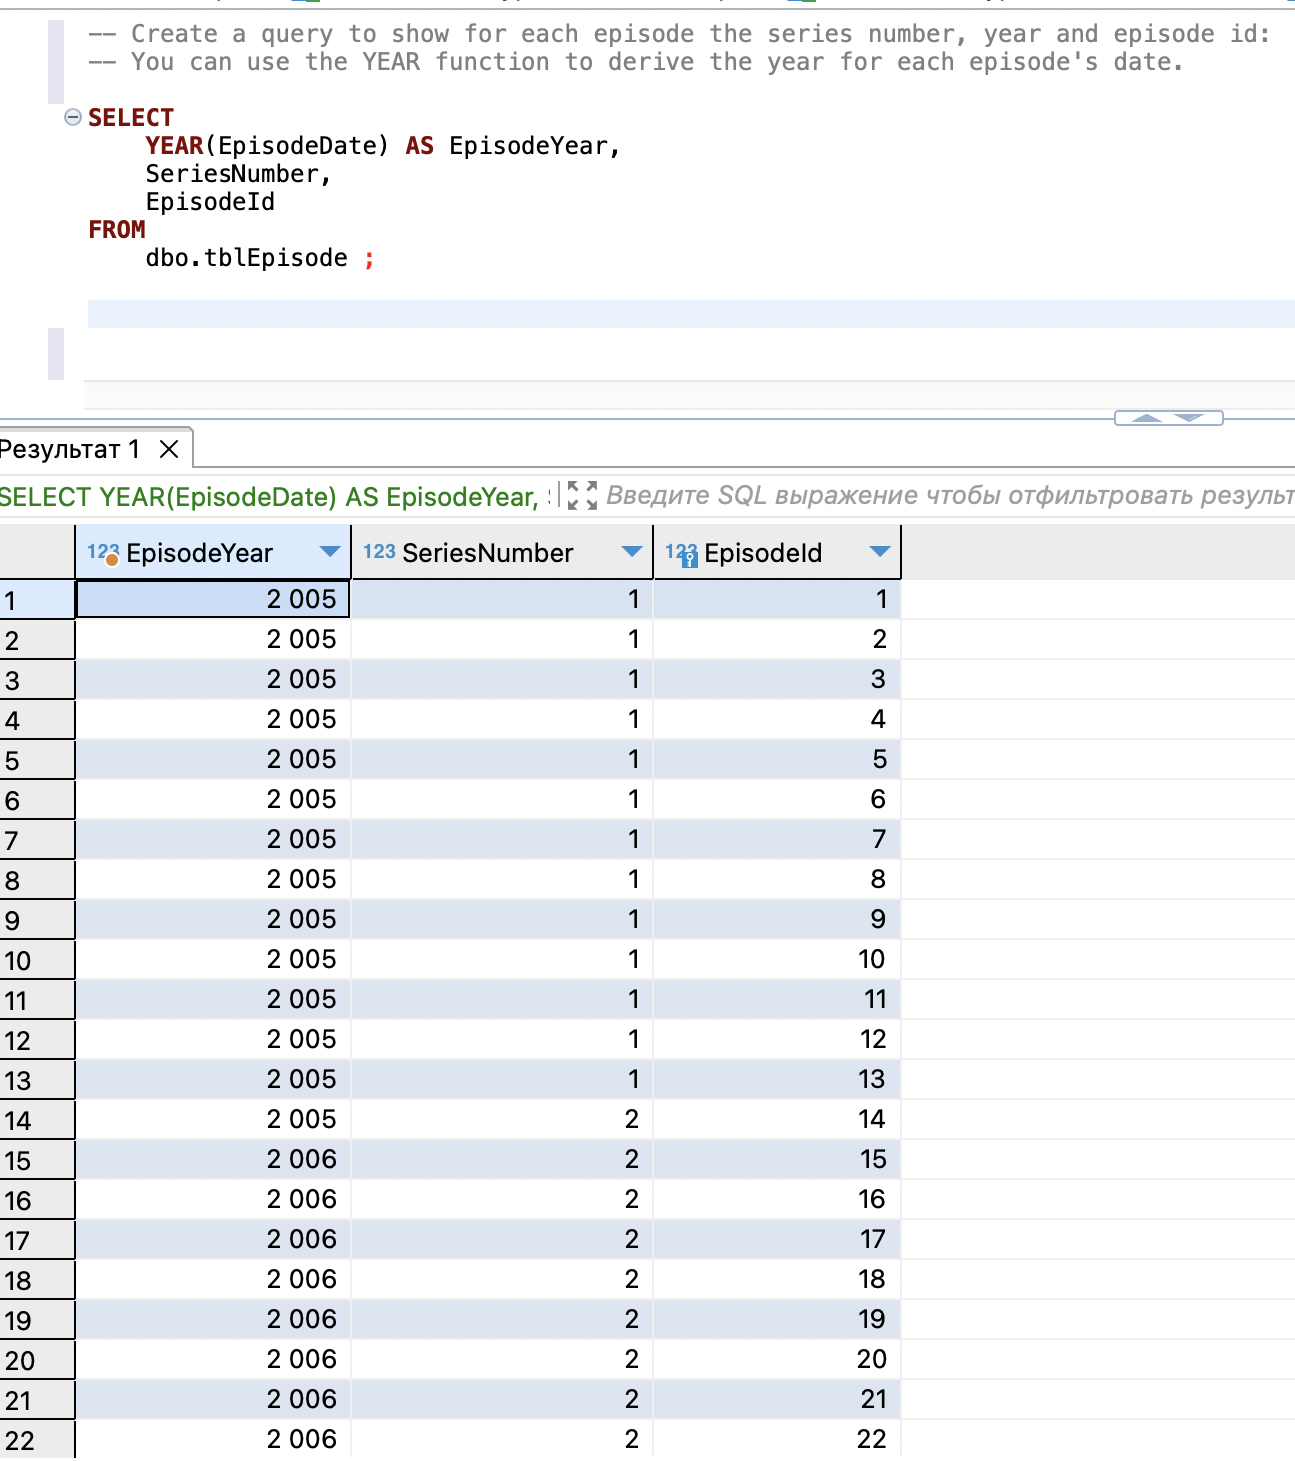 -- Create a query to show for each episode the series number, year and episode id:
-- You can use the YEAR function to derive the year for each episode's date.
SELECT
YEAR(EpisodeDate) AS EpisodeYear,
SeriesNumber,
EpisodeId
FROM
dbo.tblEpisode ;
Результат 1
SELECT YEAR(EpisodeDate) AS EpisodeYear, Введите SQL выражение чтобы отфильтровать
123 EpisodeYear 123 SeriesNumber 123 EpisodeId
1 2 005 1 1
2 2 005 1 2
3 2 005 1 3
4 2 005 1 4
5 2 005 1 5
6 2 005 1 6
7 2 005 1 7
8 2 005 1 8
9 2 005 1 9
10 2 005 1 10
11 2 005 1 11
12 2 005 1 12
13 2 005 1 13
14 2 005 2 14
15 2 006 2 15
16 2 006 2 16
17 2 006 2 17
18 2 006 2 18
19 2 006 2 19
20 2 006 2 20
21 2 006 2 21
22 2 006 2 22